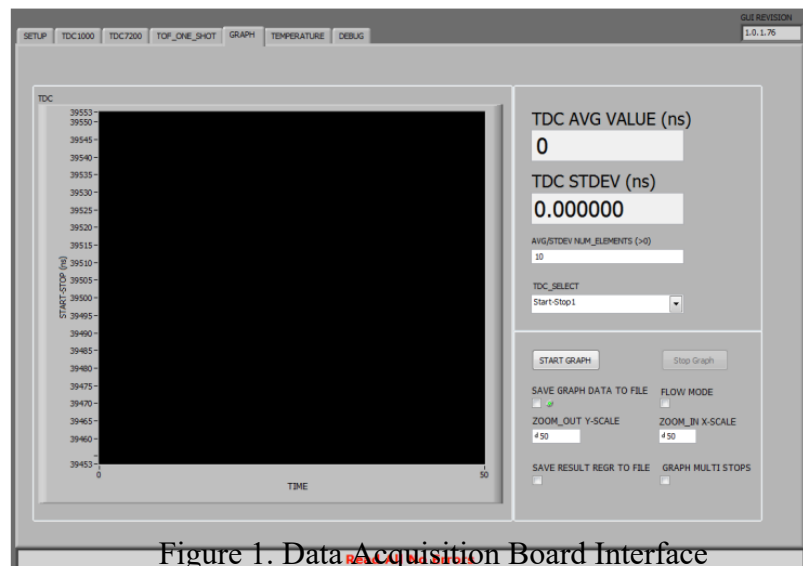 GUI REVISION
1.0.1.76
SETUP TDC1000 TDC7200 TOF_ONE_SHOT GRAPH TEMPERATURE DEBUG
TDC
39553
39550
39545
39540
39535
39530
39525
39520
39515
39510
39505
39500
39495
39490
39485
39480
39475
39470
39465
39460
39453
START-STOP (ns)
0 50
TIME
TDC AVG VALUE (ns)
0
TDC STDEV (ns)
0.000000
AVG/STDEV NUM_ELEMENTS (>0)
10
TDC_SELECT
Start-Stop1
START GRAPH Stop Graph
SAVE GRAPH DATA TO FILE FLOW MODE
ZOOM_OUT Y-SCALE ZOOM_IN X-SCALE
d 50 d 50
SAVE RESULT REGR TO FILE GRAPH MULTI STOPS
Read All No Errors
Figure 1. Data Acquisition Board Interface